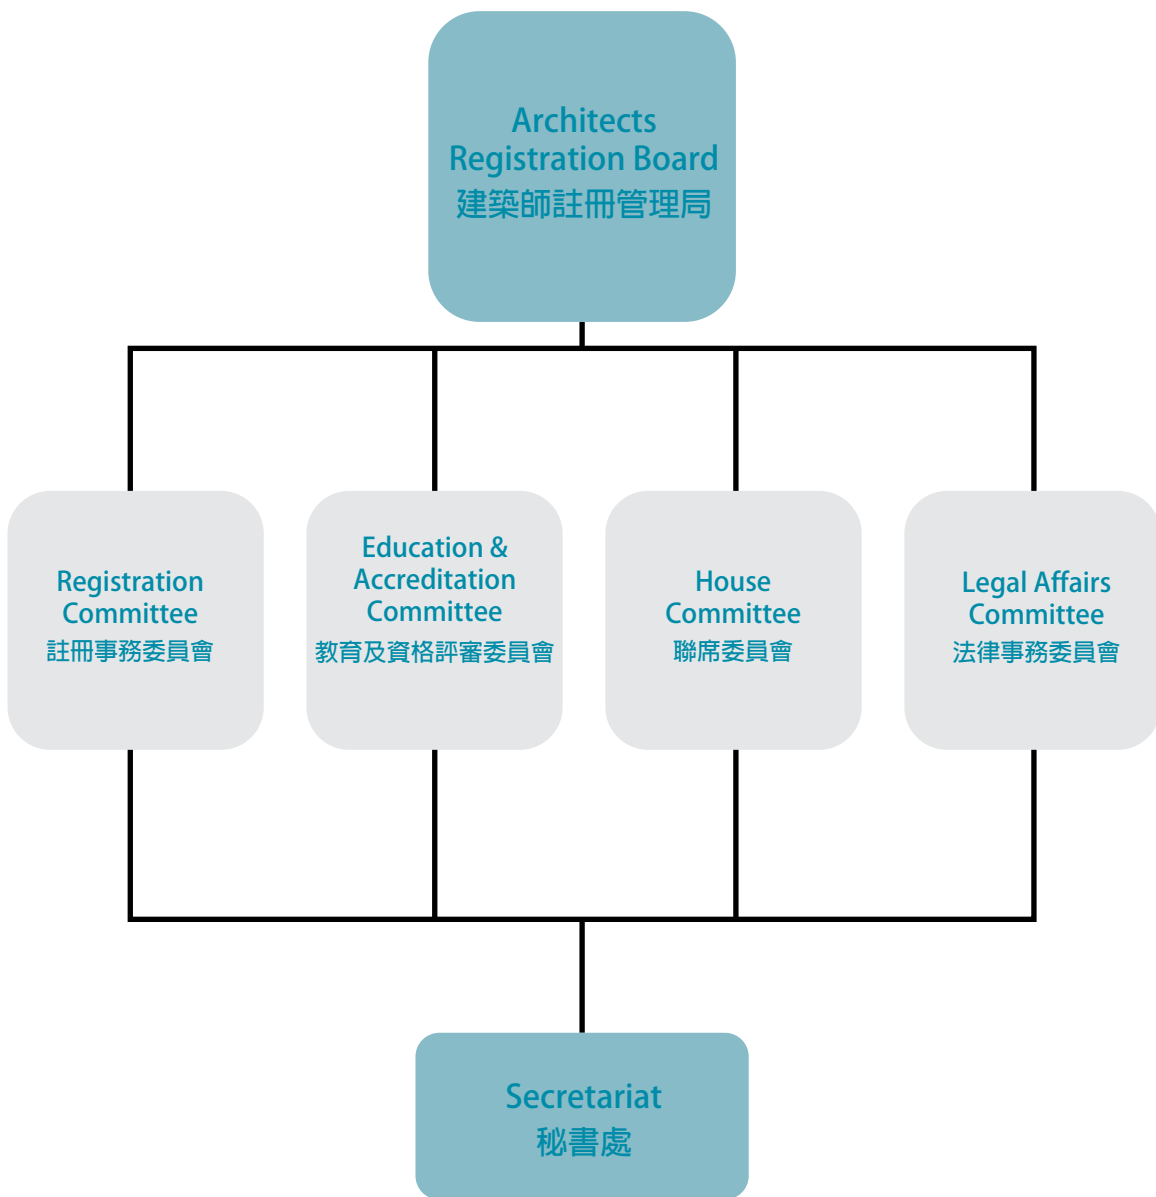 Architects
Registration Board
建築師註冊管理局
Registration
Committee
註冊事務委員會
Education &
Accreditation
Committee
教育及資格評審委員會
House
Committee
聯席委員會
Legal Affairs
Committee
法律事務委員會
Secretariat
秘書處